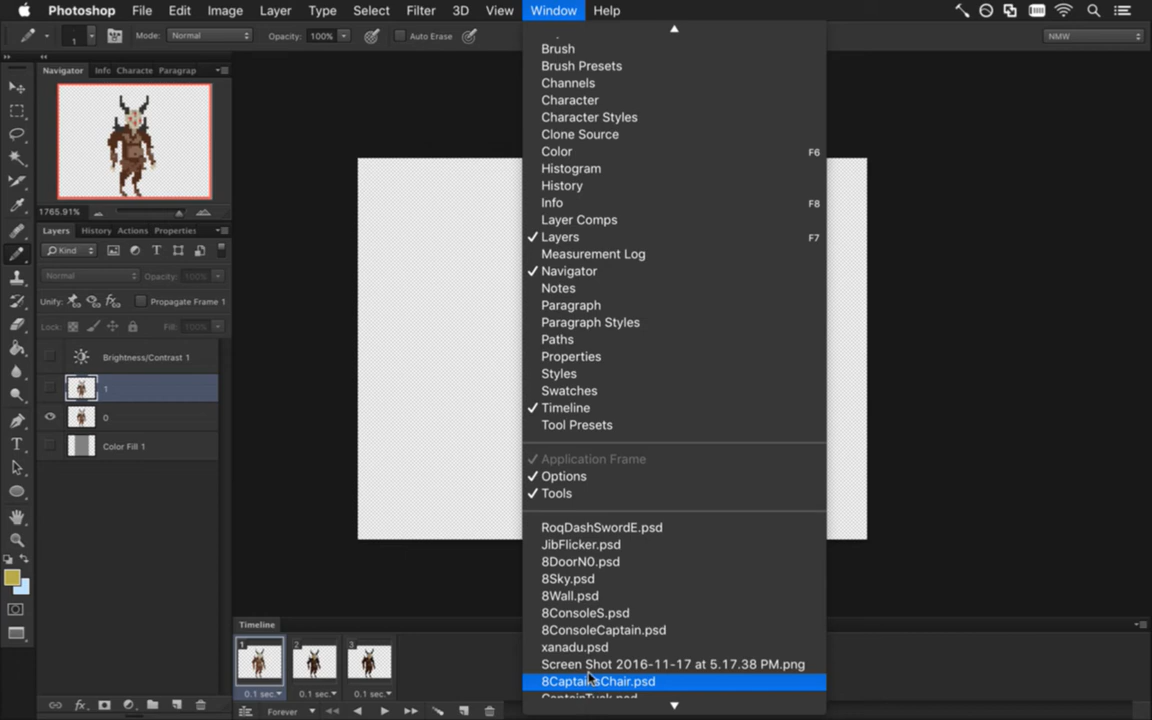 Photoshop File Edit Image Layer Type Select Filter 3D View Window Help
1 Mode: Normal Opacity: 100% Auto Erase NMW
Navigator Info Characte Paragrap
1765.91%
Layers History Actions Properties
Kind
Normal Opacity: 100%
Unify: Propagate Frame 1
Lock: Fill: 100%
Brightness/Contrast 1
1
0
Color Fill 1
Brush
Brush Presets
Channels
Character
Character Styles
Clone Source
Color F6
Histogram
History
Info F8
Layer Comps
Layers F7
Measurement Log
Navigator
Notes
Paragraph
Paragraph Styles
Paths
Properties
Styles
Swatches
Timeline
Tool Presets
Application Frame
Options
Tools
RoqDashSwordE.psd
JibFlicker.psd
8DoorN0.psd
8Sky.psd
8Wall.psd
8ConsoleS.psd
8ConsoleCaptain.psd
xanadu.psd
Screen Shot 2016-11-17 at 5.17.38 PM.png
8CaptainsChair.psd
CaptainTusk.psd
Timeline
1 2 3
0.1 sec. 0.1 sec. 0.1 sec.
Forever